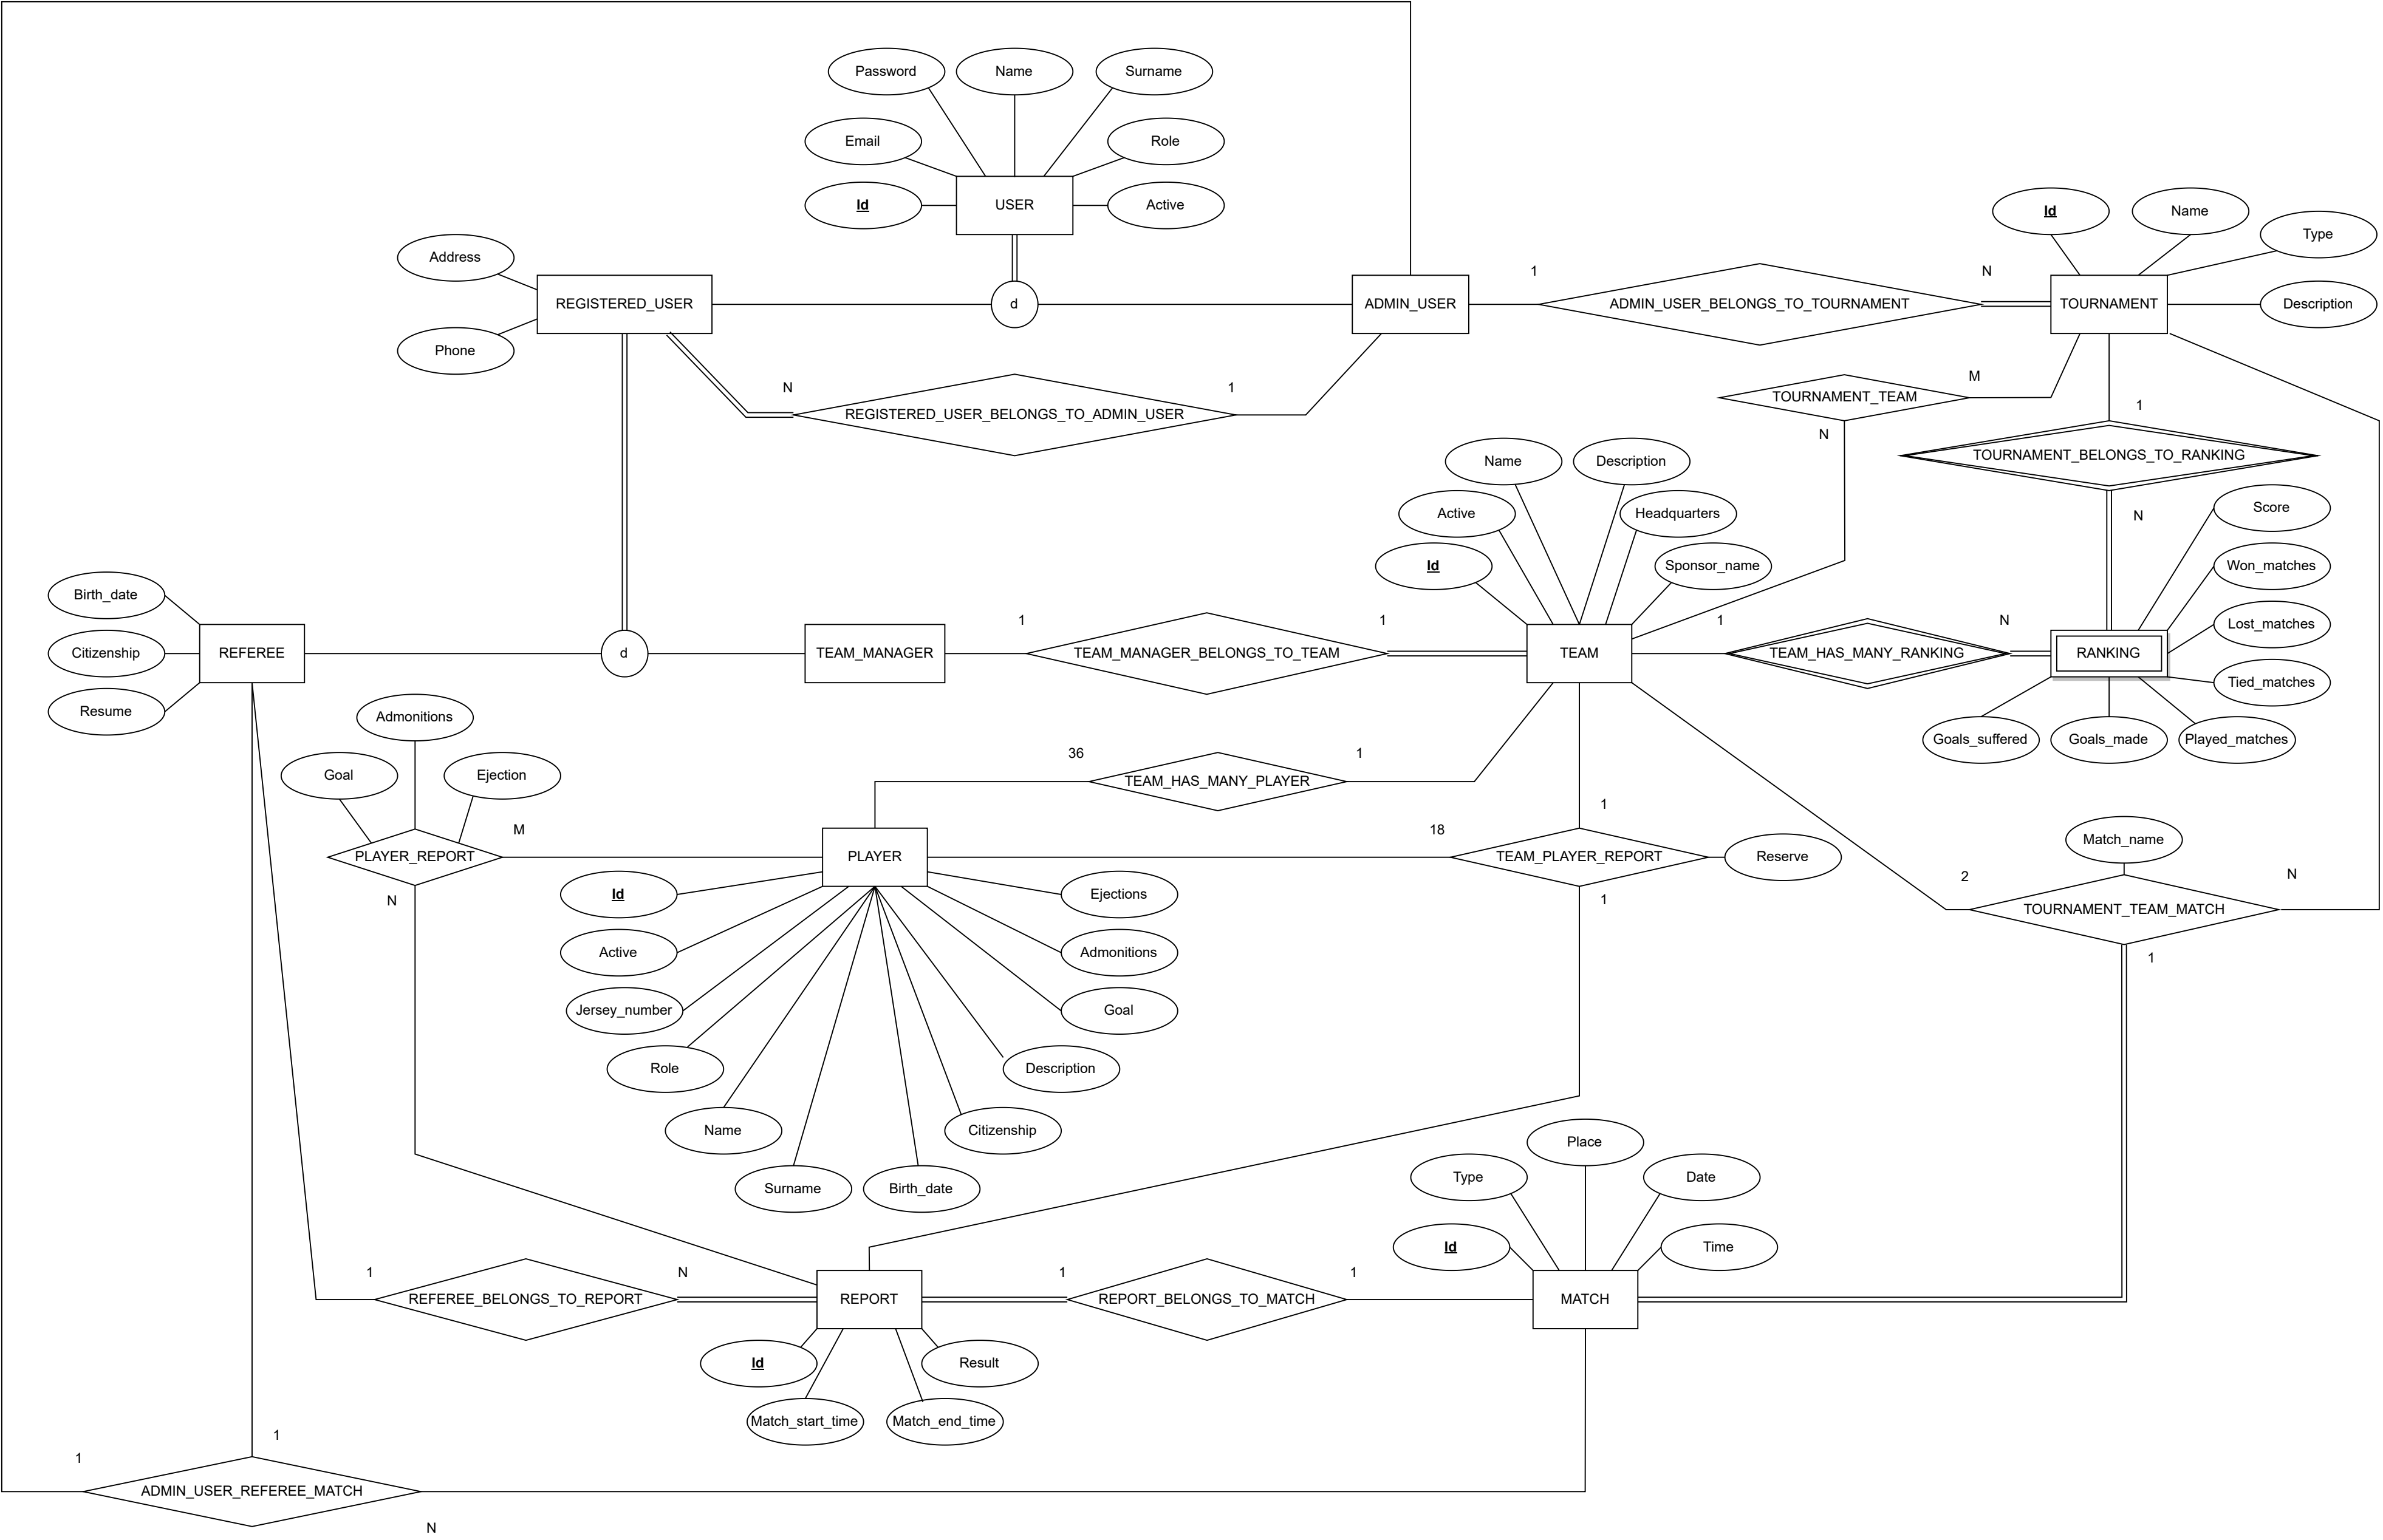 Password
Name
Surname
Email
Role
Id
USER
Active
Id
Name
Type
Address
REGISTERED_USER
d
ADMIN_USER
1
ADMIN_USER_BELONGS_TO_TOURNAMENT
N
TOURNAMENT
Description
Phone
N
REGISTERED_USER_BELONGS_TO_ADMIN_USER
1
TOURNAMENT_TEAM
M
N
1
TOURNAMENT_BELONGS_TO_RANKING
N
Name
Description
Active
Headquarters
Id
Sponsor_name
Score
Won_matches
Lost_matches
Tied_matches
Birth_date
Citizenship
Resume
REFEREE
d
TEAM_MANAGER
1
TEAM_MANAGER_BELONGS_TO_TEAM
1
TEAM
1
TEAM_HAS_MANY_RANKING
N
RANKING
Goals_suffered
Goals_made
Played_matches
Admonitions
Goal
Ejection
36
TEAM_HAS_MANY_PLAYER
1
PLAYER_REPORT
M
N
PLAYER
18
1
TEAM_PLAYER_REPORT
1
Reserve
Match_name
2
TOURNAMENT_TEAM_MATCH
N
1
Id
Ejections
Active
Admonitions
Jersey_number
Goal
Role
Description
Name
Citizenship
Surname
Birth_date
Place
Type
Date
Id
Time
1
REFEREE_BELONGS_TO_REPORT
N
REPORT
1
REPORT_BELONGS_TO_MATCH
1
MATCH
Id
Result
Match_start_time
Match_end_time
1
1
ADMIN_USER_REFEREE_MATCH
N